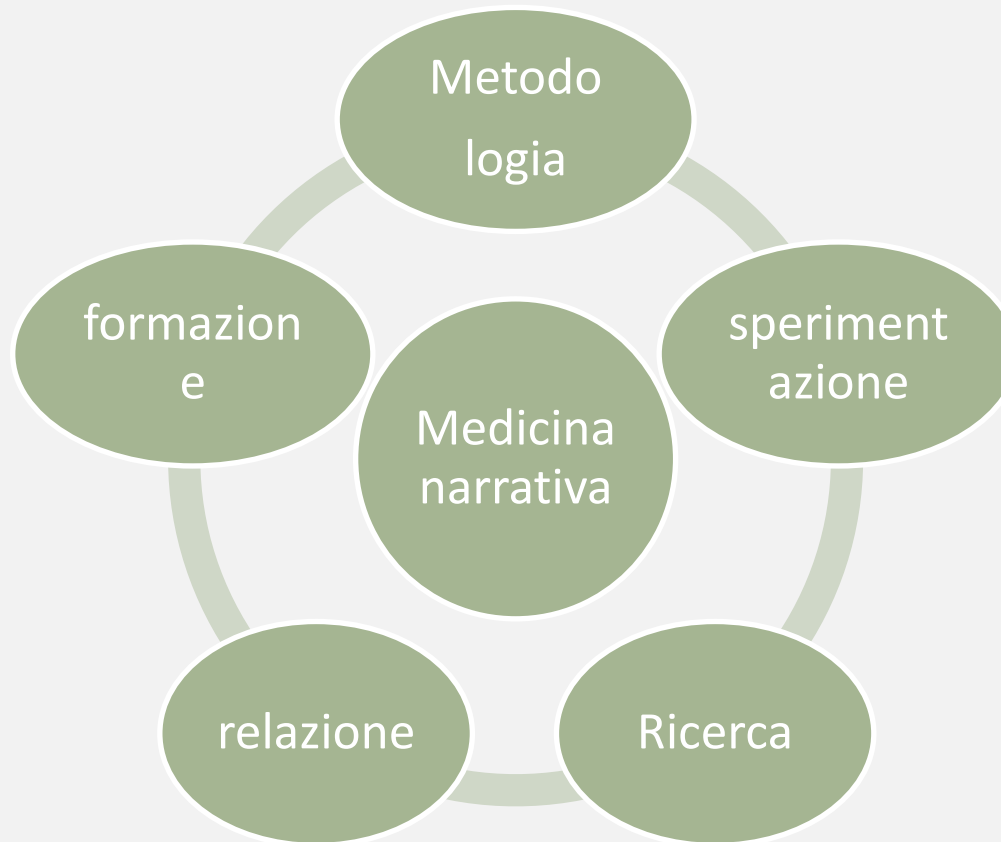 Metodo
logia
formazion
e
speriment
azione
Medicina
narrativa
relazione
Ricerca